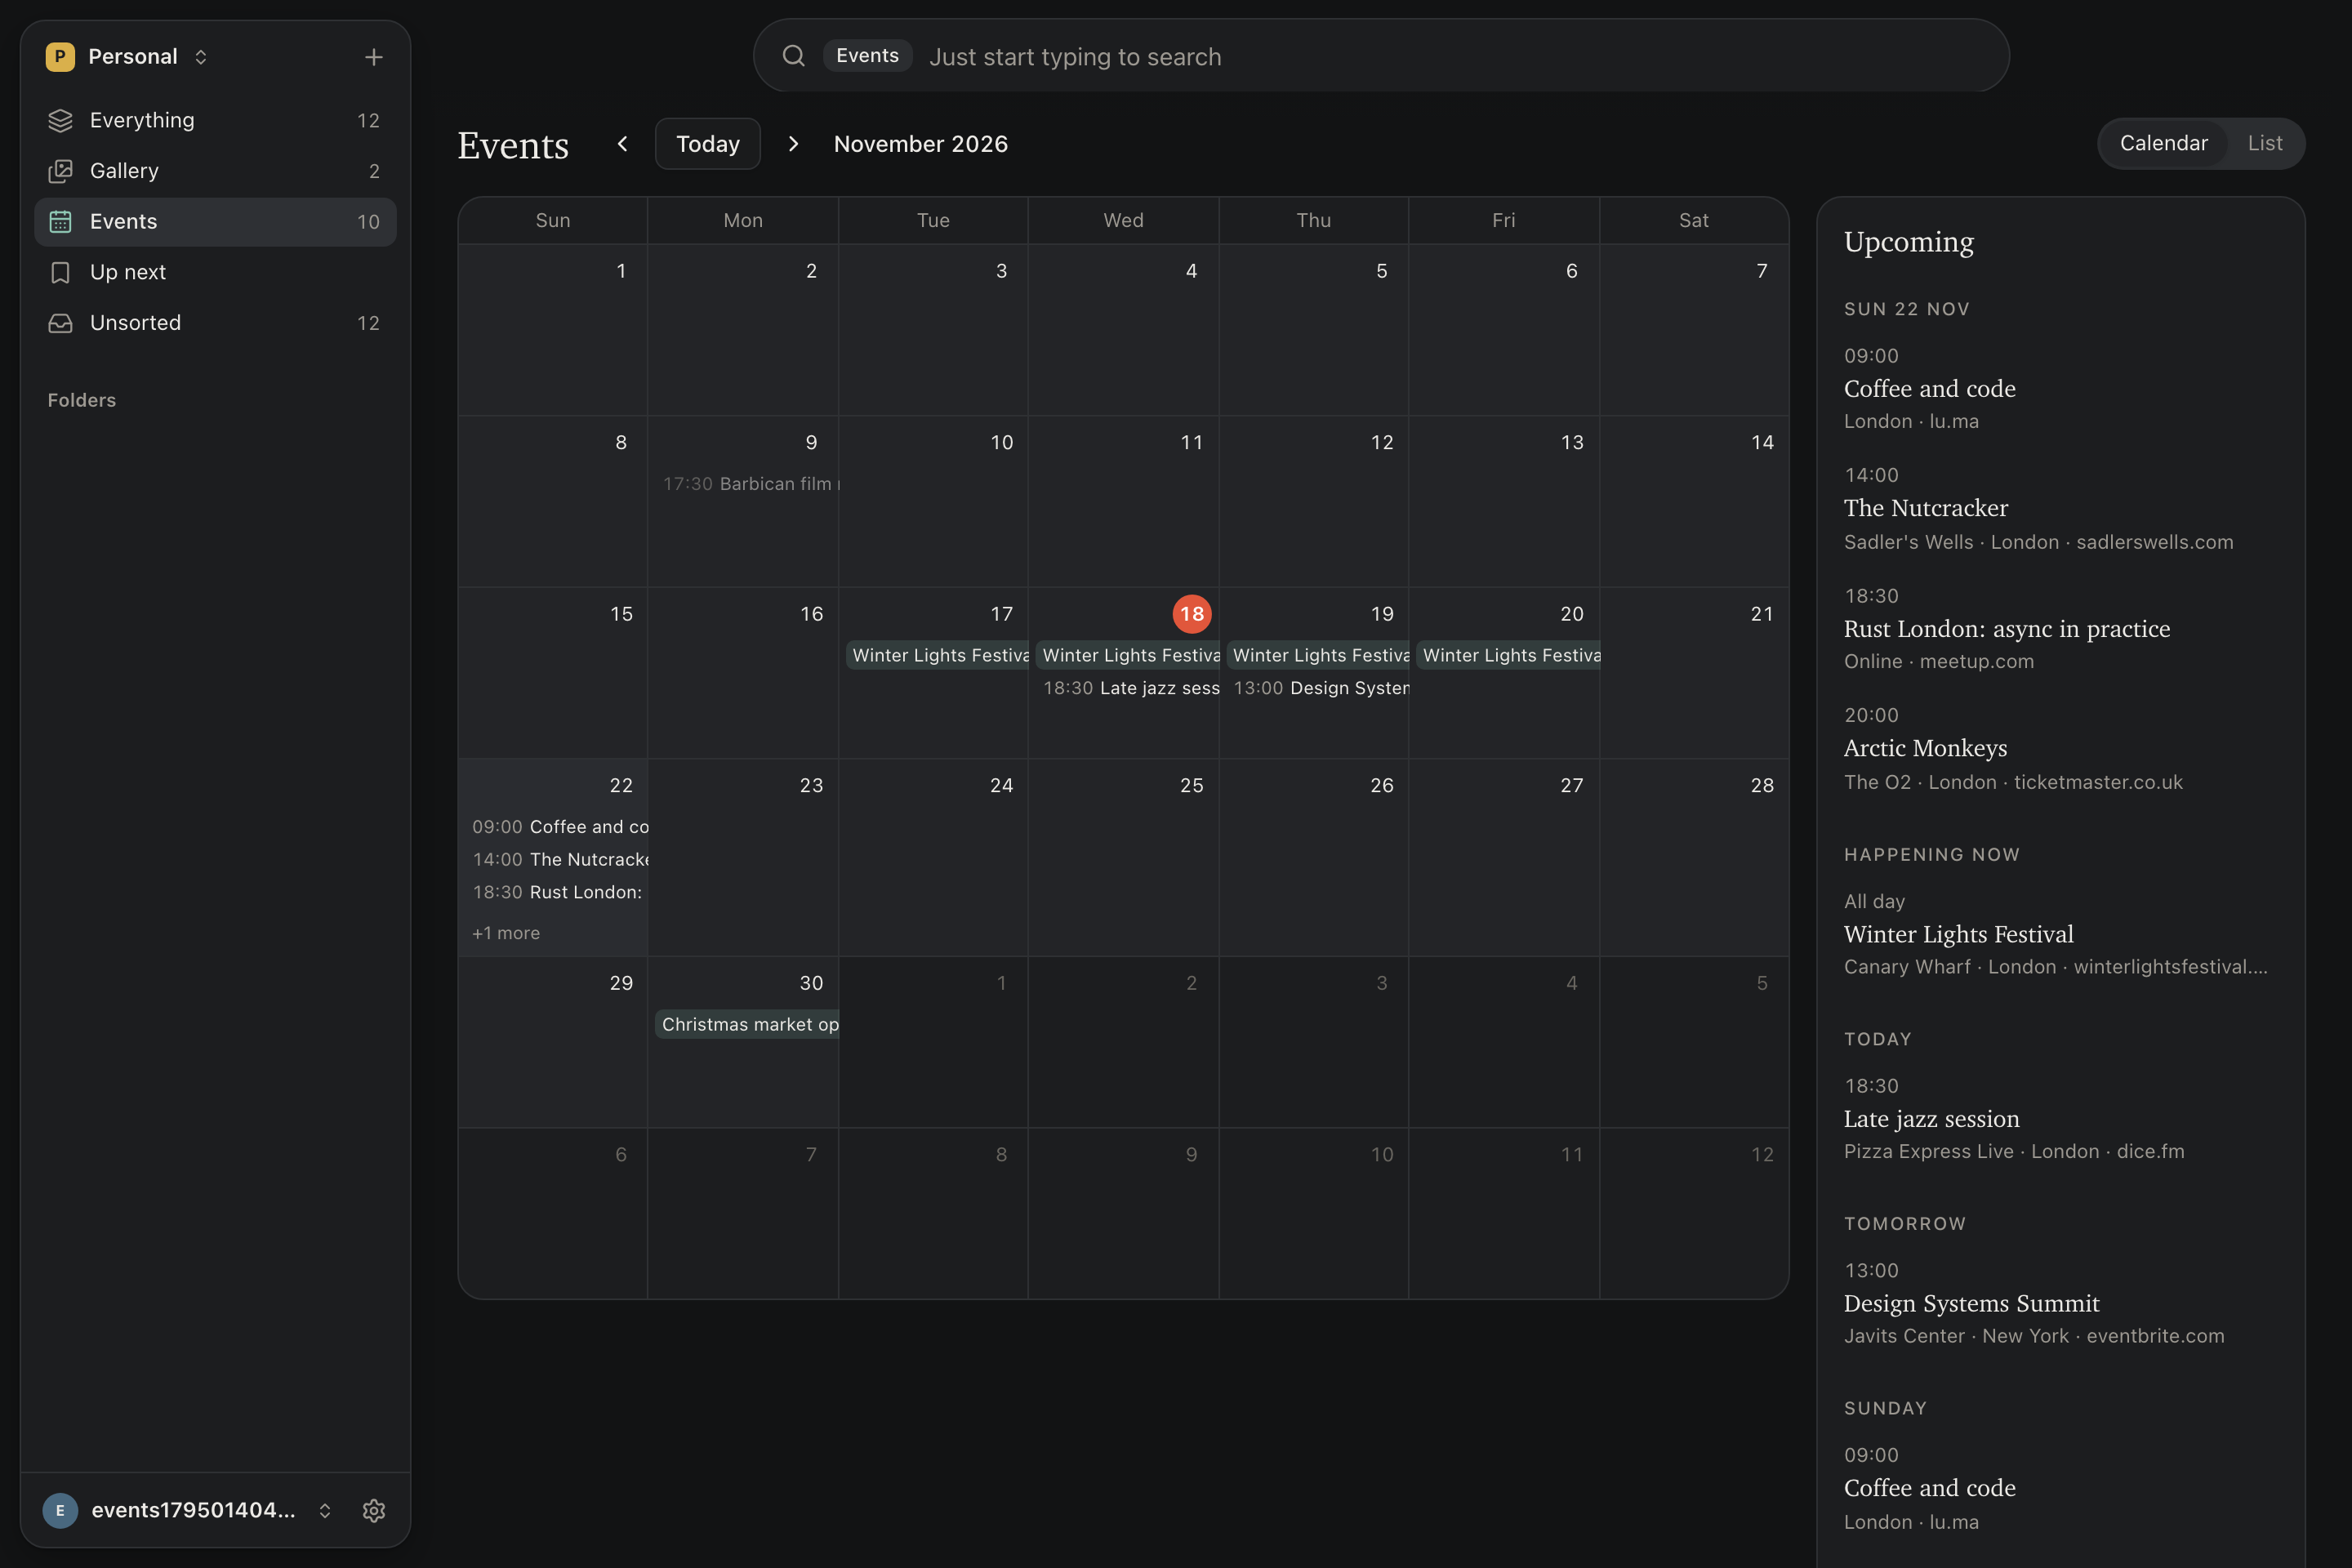 P Personal
Everything 12
Gallery 2
Events 10
Up next
Unsorted 12
Folders
E events179501404...
Events Just start typing to search
Events Today November 2026
Calendar List
Sun Mon Tue Wed Thu Fri Sat
1 2 3 4 5 6 7
8 9 10 11 12 13 14
17:30 Barbican film
15 16 17 18 19 20 21
Winter Lights Festiva Winter Lights Festiva Winter Lights Festiva Winter Lights Festiva
18:30 Late jazz sess 13:00 Design System
22 23 24 25 26 27 28
09:00 Coffee and co
14:00 The Nutcracke
18:30 Rust London:
+1 more
29 30 1 2 3 4 5
Christmas market op
6 7 8 9 10 11 12
Upcoming
SUN 22 NOV
09:00
Coffee and code
London · lu.ma
14:00
The Nutcracker
Sadler's Wells · London · sadlerswells.com
18:30
Rust London: async in practice
Online · meetup.com
20:00
Arctic Monkeys
The O2 · London · ticketmaster.co.uk
HAPPENING NOW
All day
Winter Lights Festival
Canary Wharf · London · winterlightsfestival....
TODAY
18:30
Late jazz session
Pizza Express Live · London · dice.fm
TOMORROW
13:00
Design Systems Summit
Javits Center · New York · eventbrite.com
SUNDAY
09:00
Coffee and code
London · lu.ma